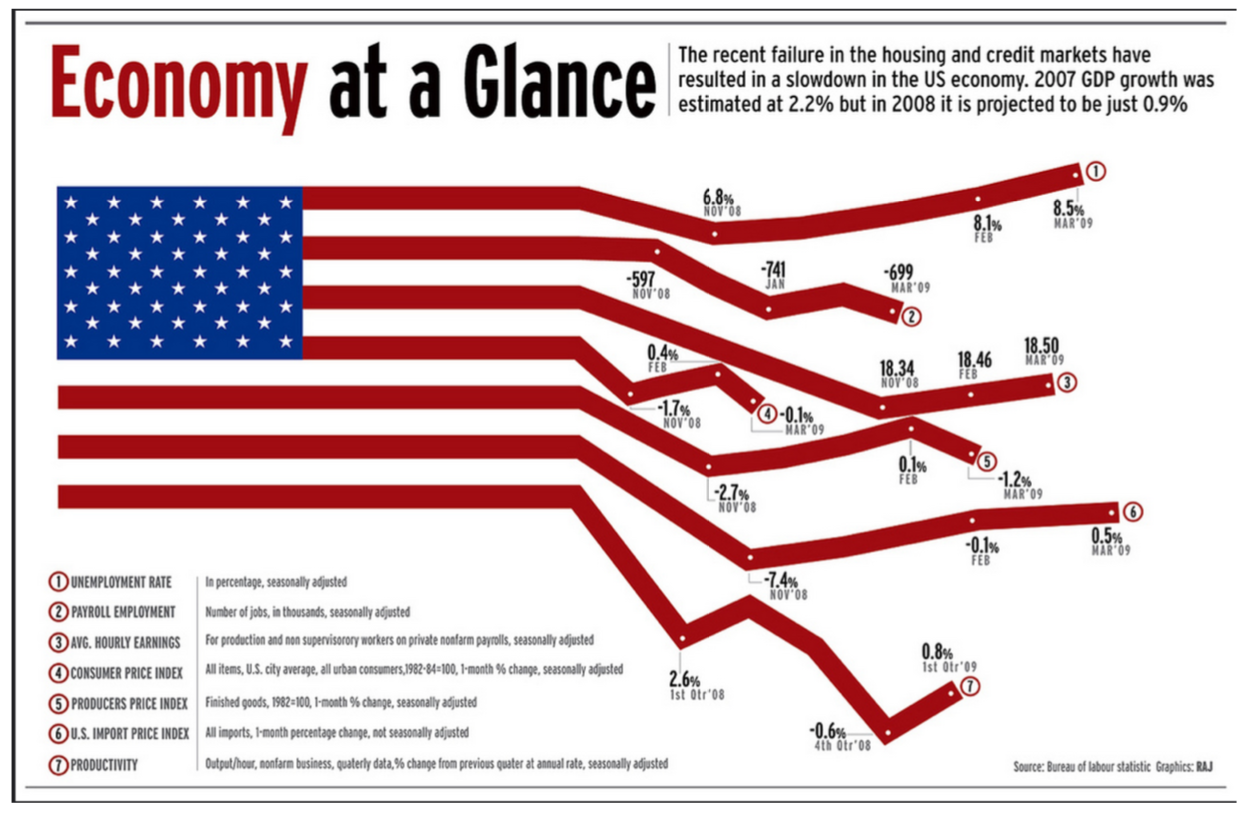 Economy at a Glance
The recent failure in the housing and credit markets have
resulted in a slowdown in the US economy. 2007 GDP growth was
estimated at 2.2% but in 2008 it is projected to be just 0.9%
1
6.8%
NOV'08
8.1%
FEB
8.5%
MAR'09
-597
NOV'08
-741
JAN
-699
MAR'09
2
18.34
NOV'08
18.46
FEB
18.50
MAR'09
3
0.4%
FEB
-1.7%
NOV'08
4
-0.1%
MAR'09
-2.7%
NOV'08
0.1%
FEB
5
-1.2%
MAR'09
-7.4%
NOV'08
-0.1%
FEB
6
0.5%
MAR'09
2.6%
1st Qtr'08
-0.6%
4th Qtr'08
0.8%
1st Qtr'09
7
1 UNEMPLOYMENT RATE In percentage, seasonally adjusted
2 PAYROLL EMPLOYMENT Number of jobs, in thousands, seasonally adjusted
3 AVG. HOURLY EARNINGS For production and non supervisorory workers on private nonfarm payrolls, seasonally adjusted
4 CONSUMER PRICE INDEX All items, U.S. city average, all urban consumers,1982-84=100, 1-month % change, seasonally adjusted
5 PRODUCERS PRICE INDEX Finished goods, 1982=100, 1-month % change, seasonally adjusted
6 U.S. IMPORT PRICE INDEX All imports, 1-month percentage change, not seasonally adjusted
7 PRODUCTIVITY Output/hour, nonfarm business, quaterly data,% change from previous quater at annual rate, seasonally adjusted
Source: Bureau of labour statistic Graphics: RAJ